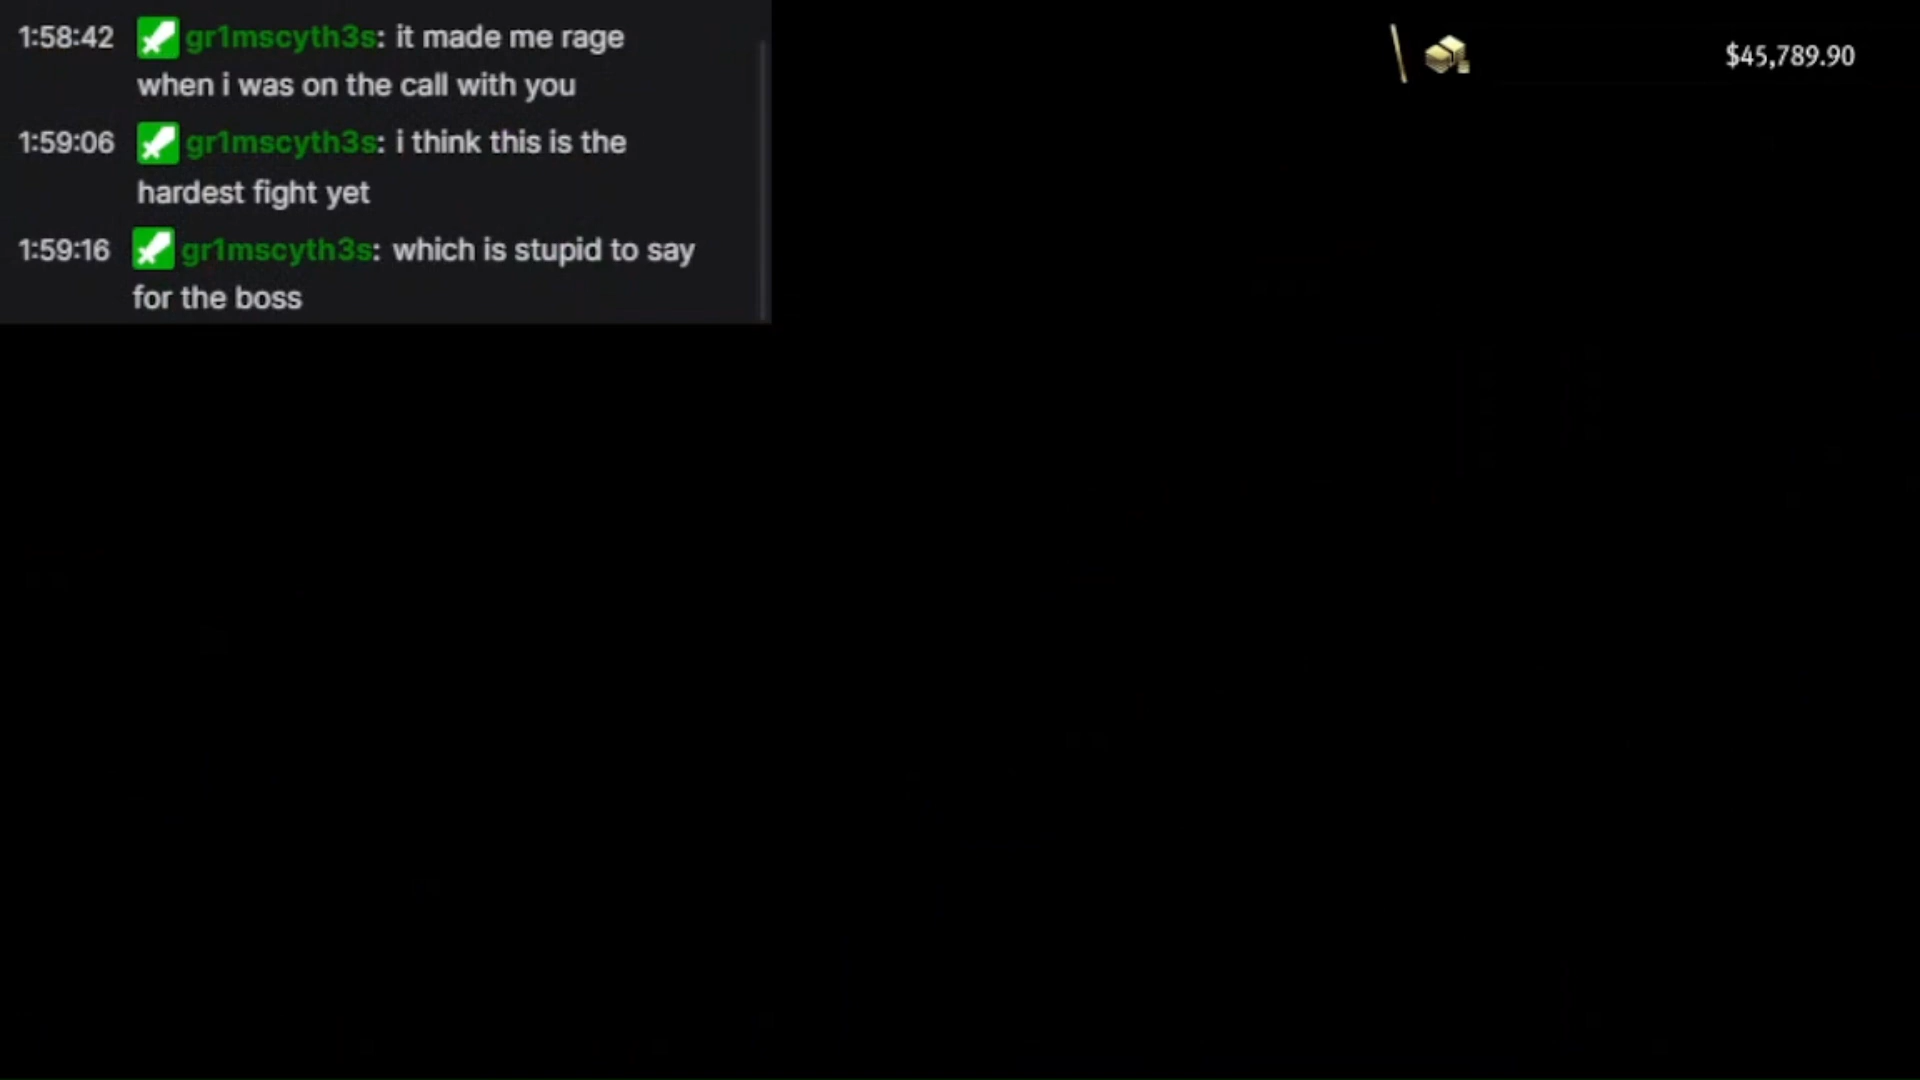 1:58:42 gr1mscyth3s: it made me rage
when i was on the call with you
1:59:06 gr1mscyth3s: i think this is the
hardest fight yet
1:59:16 gr1mscyth3s: which is stupid to say
for the boss
$45,789.90